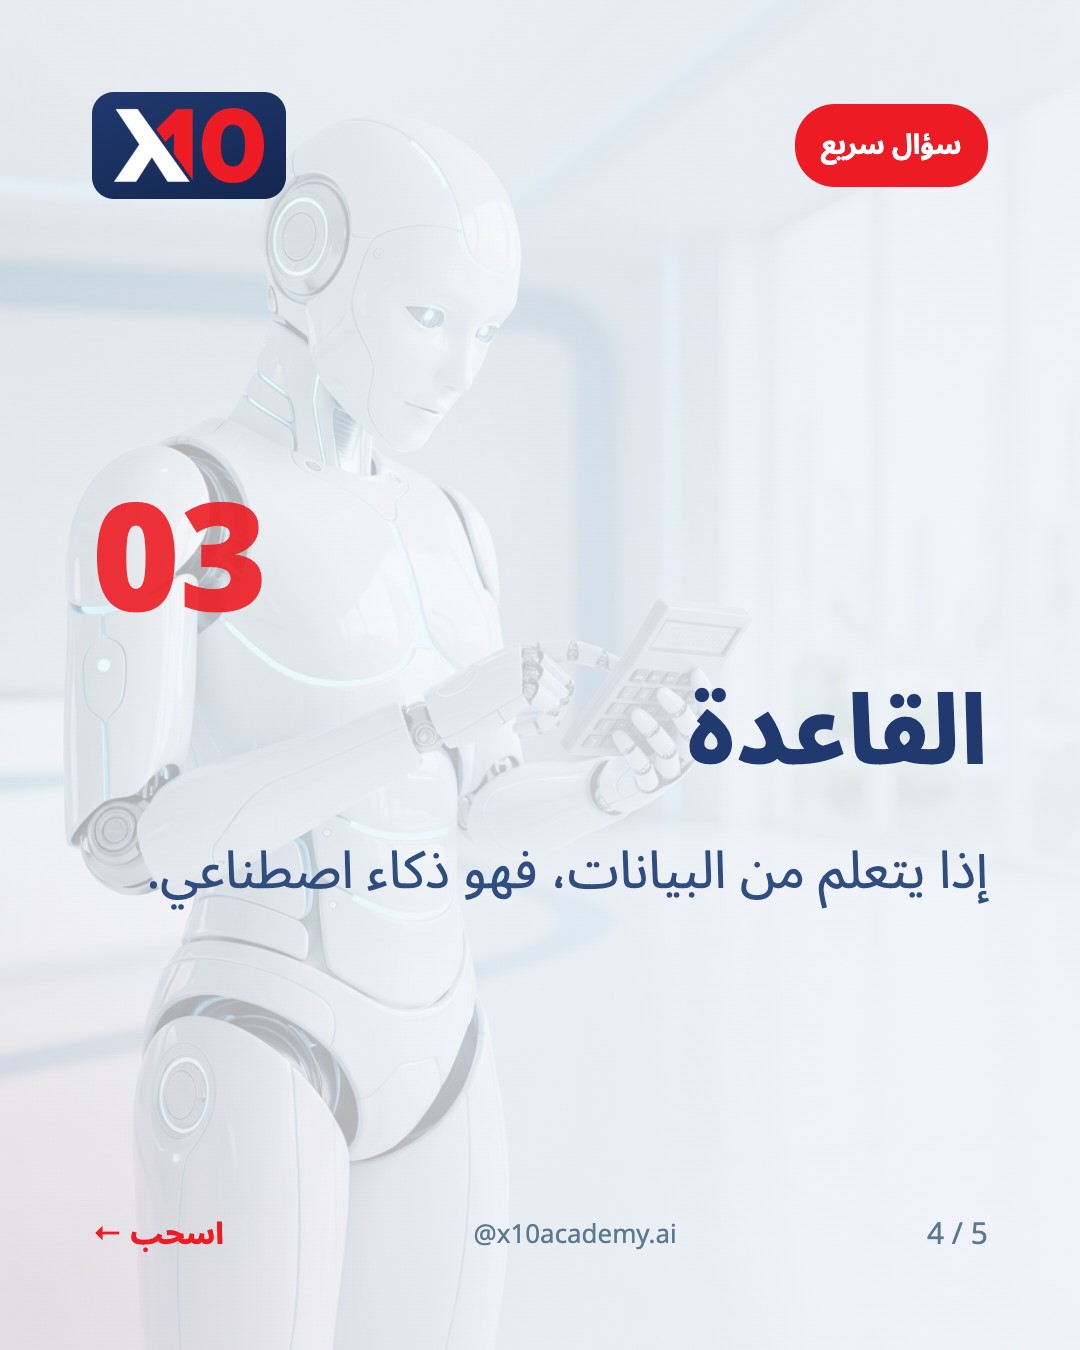 X10
سؤال سريع
03
القاعدة
إذا يتعلم من البيانات، فهو ذكاء اصطناعي.
4 / 5
@x10academy.ai
اسحب ←